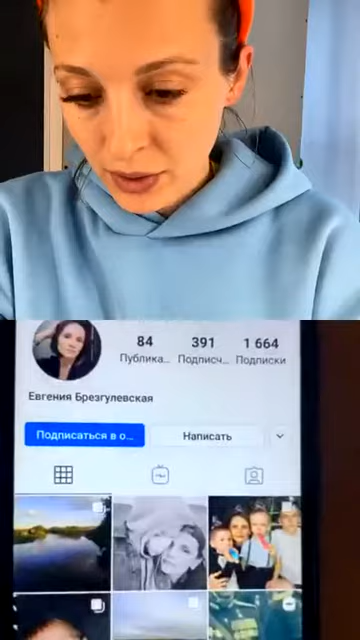 84 391 1 664
Публика... Подписч... Подписки
Евгения Брезгулевская
Подписаться в о... Написать